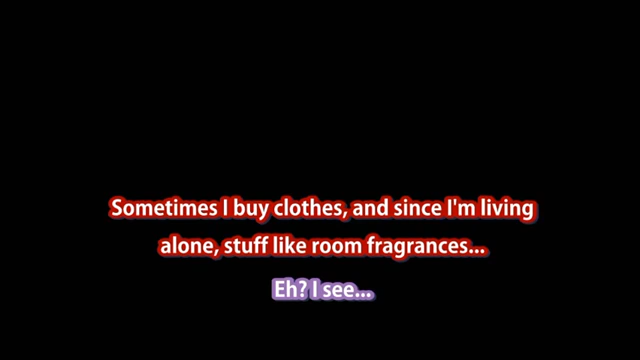 Sometimes I buy clothes, and since I'm living
alone, stuff like room fragrances...
Eh? I see...